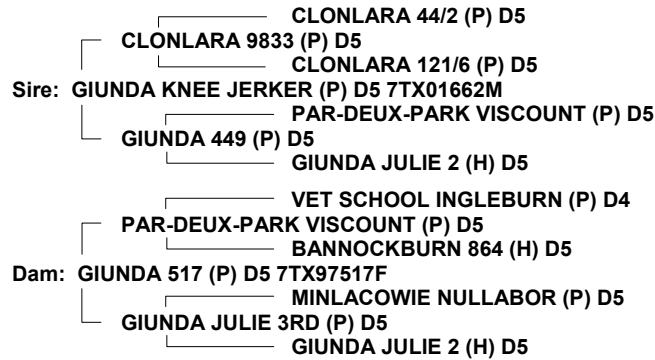 CLONLARA 44/2 (P) D5
CLONLARA 9833 (P) D5
CLONLARA 121/6 (P) D5
Sire: GIUNDA KNEE JERKER (P) D5 7TX01662M
PAR-DEUX-PARK VISCOUNT (P) D5
GIUNDA 449 (P) D5
GIUNDA JULIE 2 (H) D5
VET SCHOOL INGLEBURN (P) D4
PAR-DEUX-PARK VISCOUNT (P) D5
BANNOCKBURN 864 (H) D5
Dam: GIUNDA 517 (P) D5 7TX97517F
MINLACOWIE NULLABOR (P) D5
GIUNDA JULIE 3RD (P) D5
GIUNDA JULIE 2 (H) D5